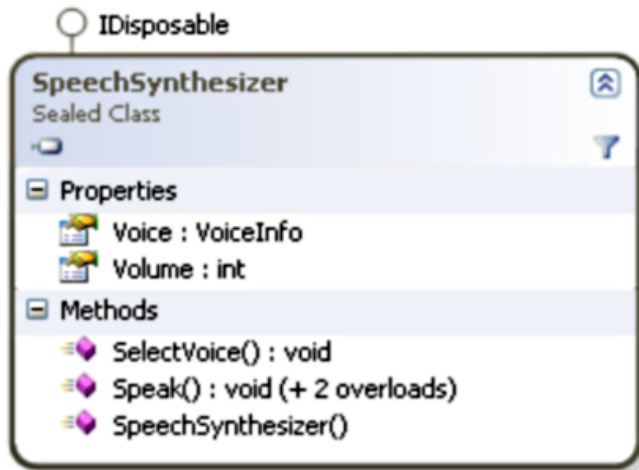 IDisposable
SpeechSynthesizer
Sealed Class
Properties
Voice : VoiceInfo
Volume : int
Methods
SelectVoice() : void
Speak() : void (+ 2 overloads)
SpeechSynthesizer()